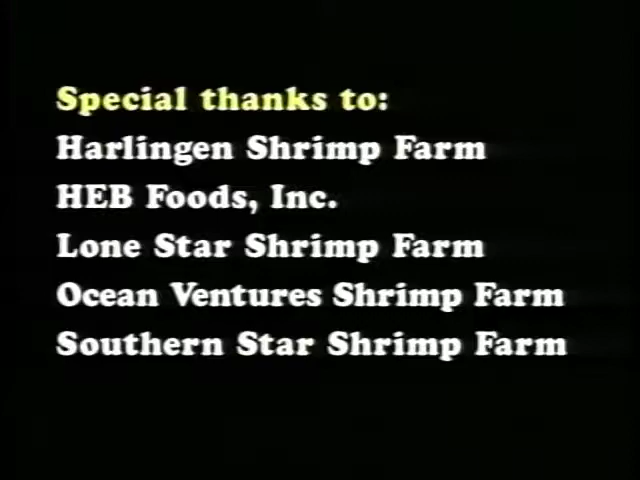 Special thanks to:
Harlingen Shrimp Farm
HEB Foods, Inc.
Lone Star Shrimp Farm
Ocean Ventures Shrimp Farm
Southern Star Shrimp Farm